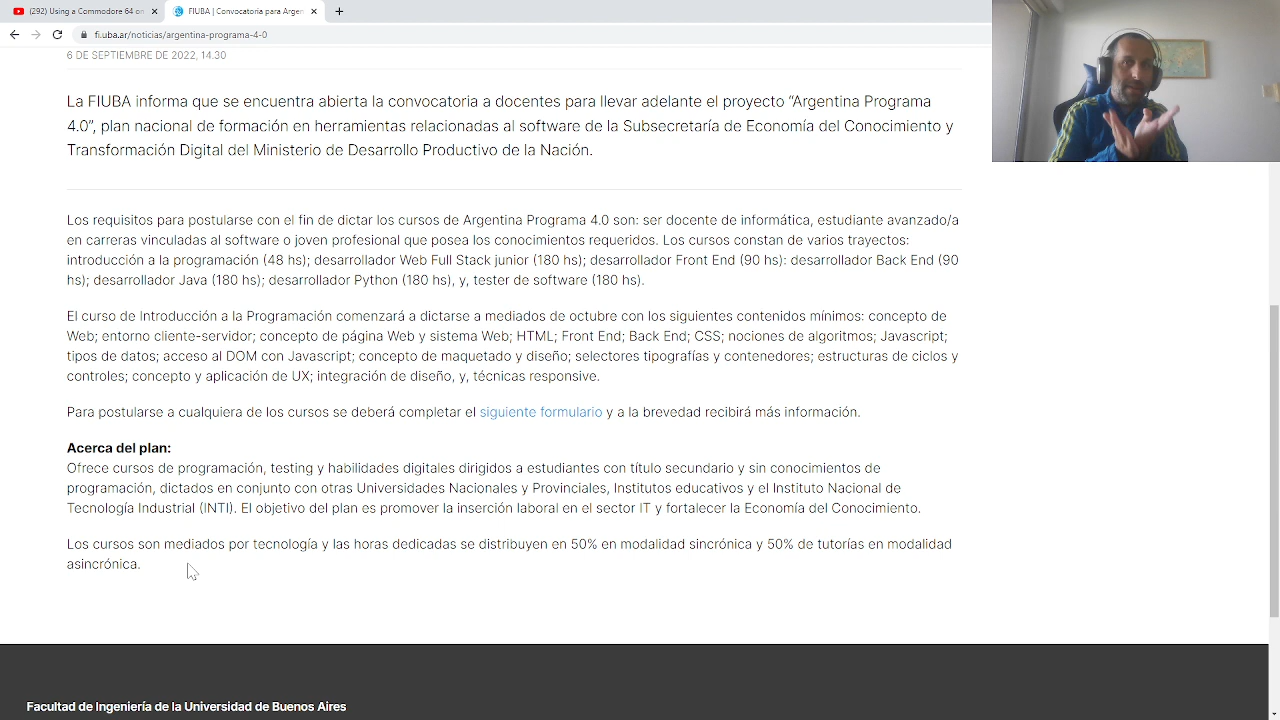 (292) Using a Commodore 64 on
FIUBA | Convocatoria para Argen
fi.uba.ar/noticias/argentina-programa-4-0
6 DE SEPTIEMBRE DE 2022, 14.30
La FIUBA informa que se encuentra abierta la convocatoria a docentes para llevar adelante el proyecto “Argentina Programa
4.0”, plan nacional de formación en herramientas relacionadas al software de la Subsecretaría de Economía del Conocimiento y
Transformación Digital del Ministerio de Desarrollo Productivo de la Nación.
Los requisitos para postularse con el fin de dictar los cursos de Argentina Programa 4.0 son: ser docente de informática, estudiante avanzado/a
en carreras vinculadas al software o joven profesional que posea los conocimientos requeridos. Los cursos constan de varios trayectos:
introducción a la programación (48 hs); desarrollador Web Full Stack junior (180 hs); desarrollador Front End (90 hs): desarrollador Back End (90
hs); desarrollador Java (180 hs); desarrollador Python (180 hs), y, tester de software (180 hs).
El curso de Introducción a la Programación comenzará a dictarse a mediados de octubre con los siguientes contenidos mínimos: concepto de
Web; entorno cliente-servidor; concepto de página Web y sistema Web; HTML; Front End; Back End; CSS; nociones de algoritmos; Javascript;
tipos de datos; acceso al DOM con Javascript; concepto de maquetado y diseño; selectores tipografías y contenedores; estructuras de ciclos y
controles; concepto y aplicación de UX; integración de diseño, y, técnicas responsive.
Para postularse a cualquiera de los cursos se deberá completar el siguiente formulario y a la brevedad recibirá más información.
Acerca del plan:
Ofrece cursos de programación, testing y habilidades digitales dirigidos a estudiantes con título secundario y sin conocimientos de
programación, dictados en conjunto con otras Universidades Nacionales y Provinciales, Institutos educativos y el Instituto Nacional de
Tecnología Industrial (INTI). El objetivo del plan es promover la inserción laboral en el sector IT y fortalecer la Economía del Conocimiento.
Los cursos son mediados por tecnología y las horas dedicadas se distribuyen en 50% en modalidad sincrónica y 50% de tutorías en modalidad
asincrónica.
Facultad de Ingeniería de la Universidad de Buenos Aires